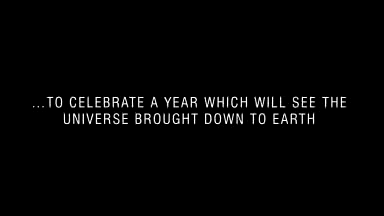 ...TO CELEBRATE A YEAR WHICH WILL SEE THE
UNIVERSE BROUGHT DOWN TO EARTH